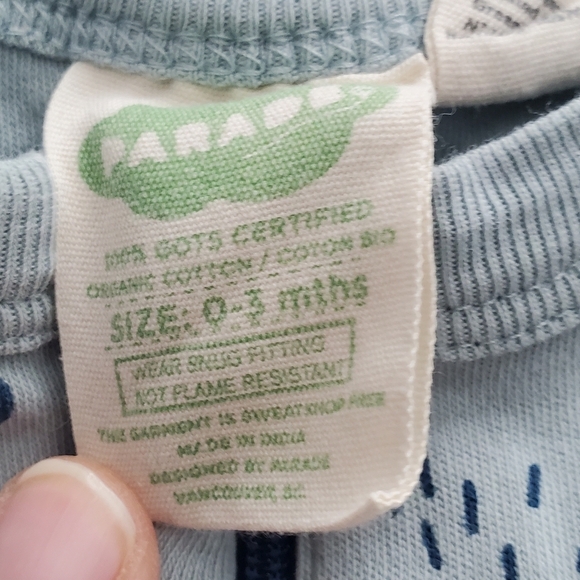 PARADE
100% GOTS CERTIFIED
ORGANIC COTTON / COTON BIO
SIZE: 0-3 mths
WEAR SNUG FITTING
NOT FLAME RESISTANT
THIS GARMENT IS SWEATSHOP FREE
MADE IN INDIA
DESIGNED BY PARADE
VANCOUVER, BC